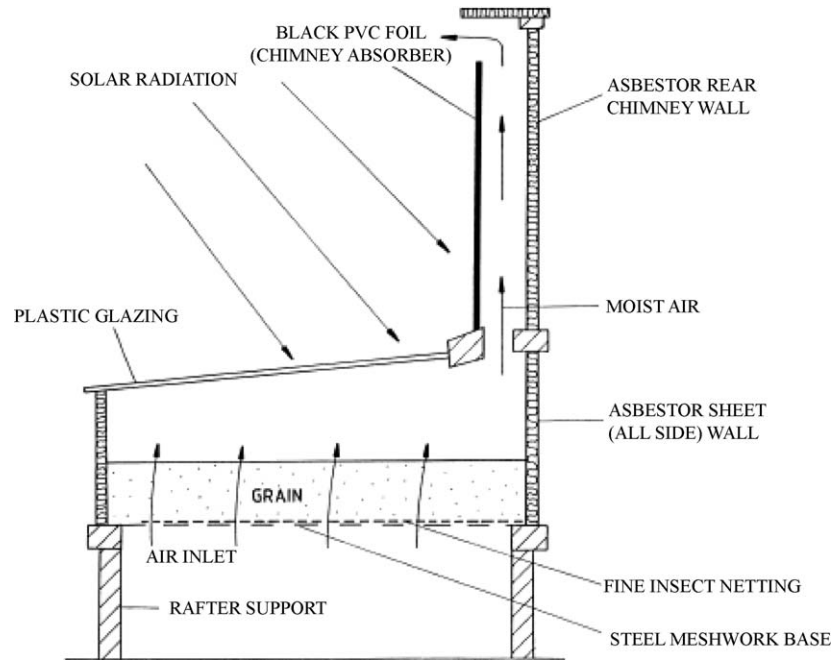 BLACK PVC FOIL
(CHIMNEY ABSORBER)
SOLAR RADIATION
ASBESTOR REAR
CHIMNEY WALL
MOIST AIR
PLASTIC GLAZING
ASBESTOR SHEET
(ALL SIDE) WALL
GRAIN
AIR INLET
FINE INSECT NETTING
RAFTER SUPPORT
STEEL MESHWORK BASE